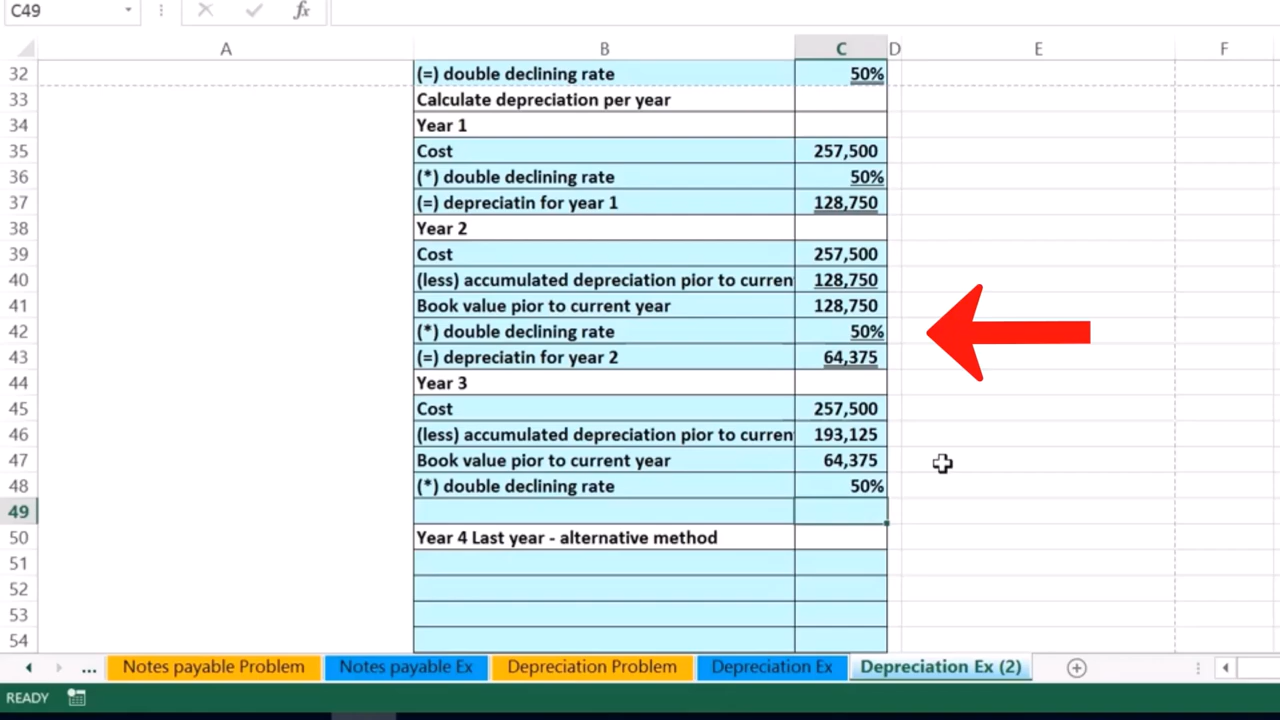 C49 fx
A B C D E F
32 (=) double declining rate 50%
33 Calculate depreciation per year
34 Year 1
35 Cost 257,500
36 (*) double declining rate 50%
37 (=) depreciatin for year 1 128,750
38 Year 2
39 Cost 257,500
40 (less) accumulated depreciation pior to curren 128,750
41 Book value pior to current year 128,750
42 (*) double declining rate 50%
43 (=) depreciatin for year 2 64,375
44 Year 3
45 Cost 257,500
46 (less) accumulated depreciation pior to curren 193,125
47 Book value pior to current year 64,375
48 (*) double declining rate 50%
49
50 Year 4 Last year - alternative method
51
52
53
54
... Notes payable Problem Notes payable Ex Depreciation Problem Depreciation Ex Depreciation Ex (2)
READY